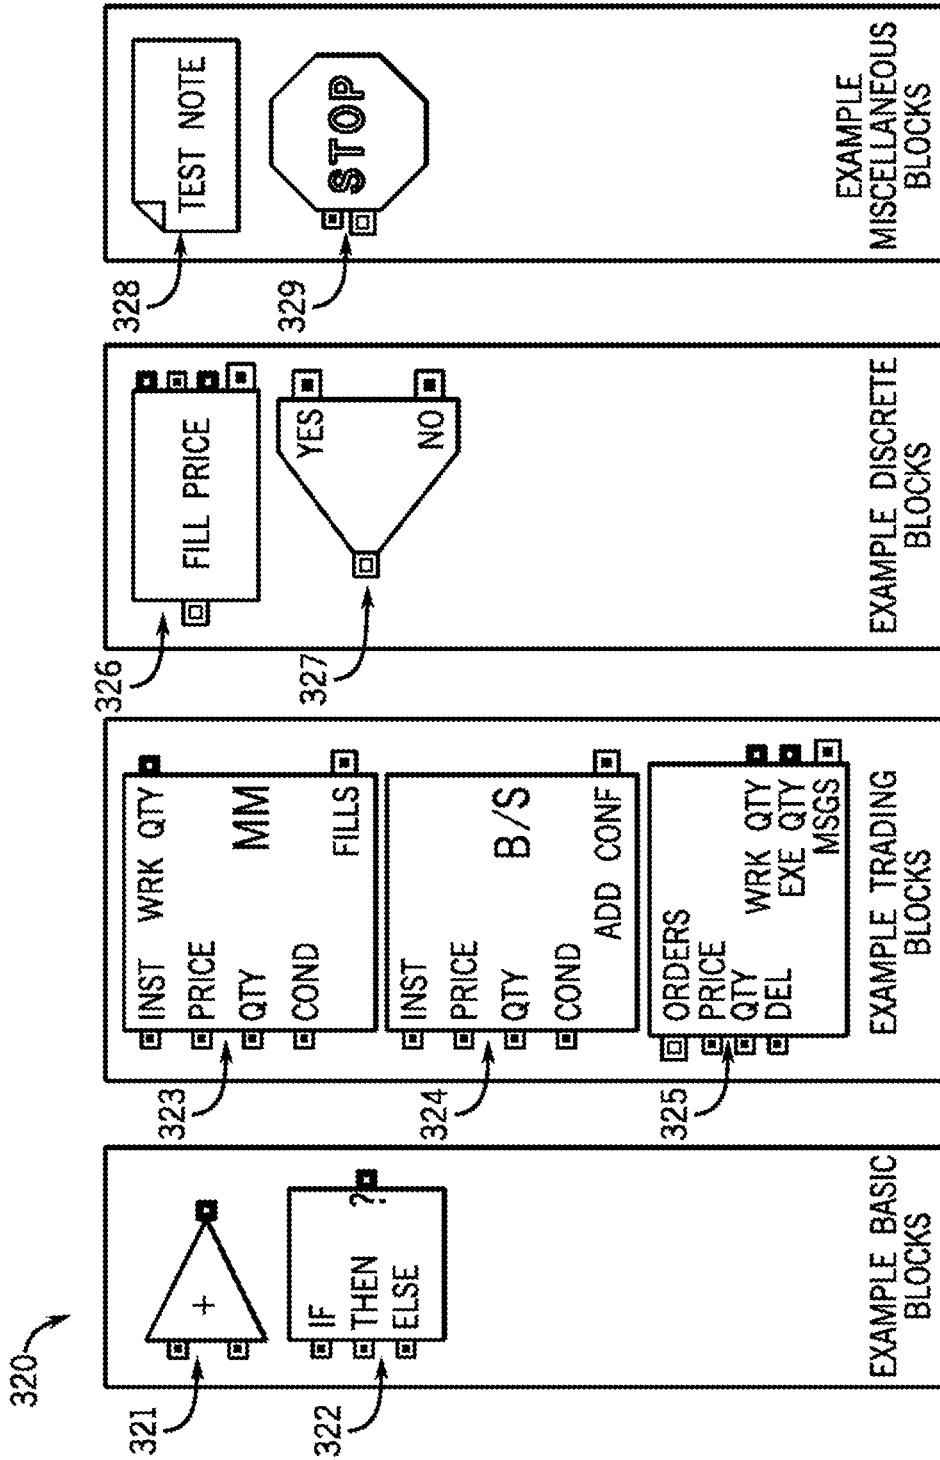 320
321
+
322
IF
THEN ?
ELSE
EXAMPLE BASIC
BLOCKS
323
INST WRK QTY
PRICE
QTY MM
COND
FILLS
324
INST
PRICE
QTY B/S
COND
ADD CONF
325
ORDERS
PRICE
QTY WRK QTY
DEL EXE QTY
MSGS
EXAMPLE TRADING
BLOCKS
326
FILL PRICE
327
YES
NO
EXAMPLE DISCRETE
BLOCKS
328
TEST NOTE
329
STOP
EXAMPLE
MISCELLANEOUS
BLOCKS